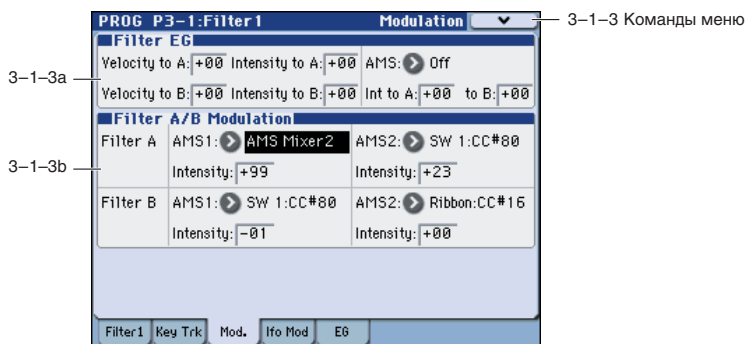 PROG P3-1:Filter1 Modulation
3–1–3 Команды меню
Filter EG
Velocity to A: +00 Intensity to A: +00 AMS: Off
3–1–3a
Velocity to B: +00 Intensity to B: +00 Int to A: +00 to B: +00
Filter A/B Modulation
Filter A AMS1: AMS Mixer2 AMS2: SW 1:CC#80
3–1–3b
Intensity: +99 Intensity: +23
Filter B AMS1: SW 1:CC#80 AMS2: Ribbon:CC#16
Intensity: -01 Intensity: +00
Filter1 Key Trk Mod. lfo Mod EG